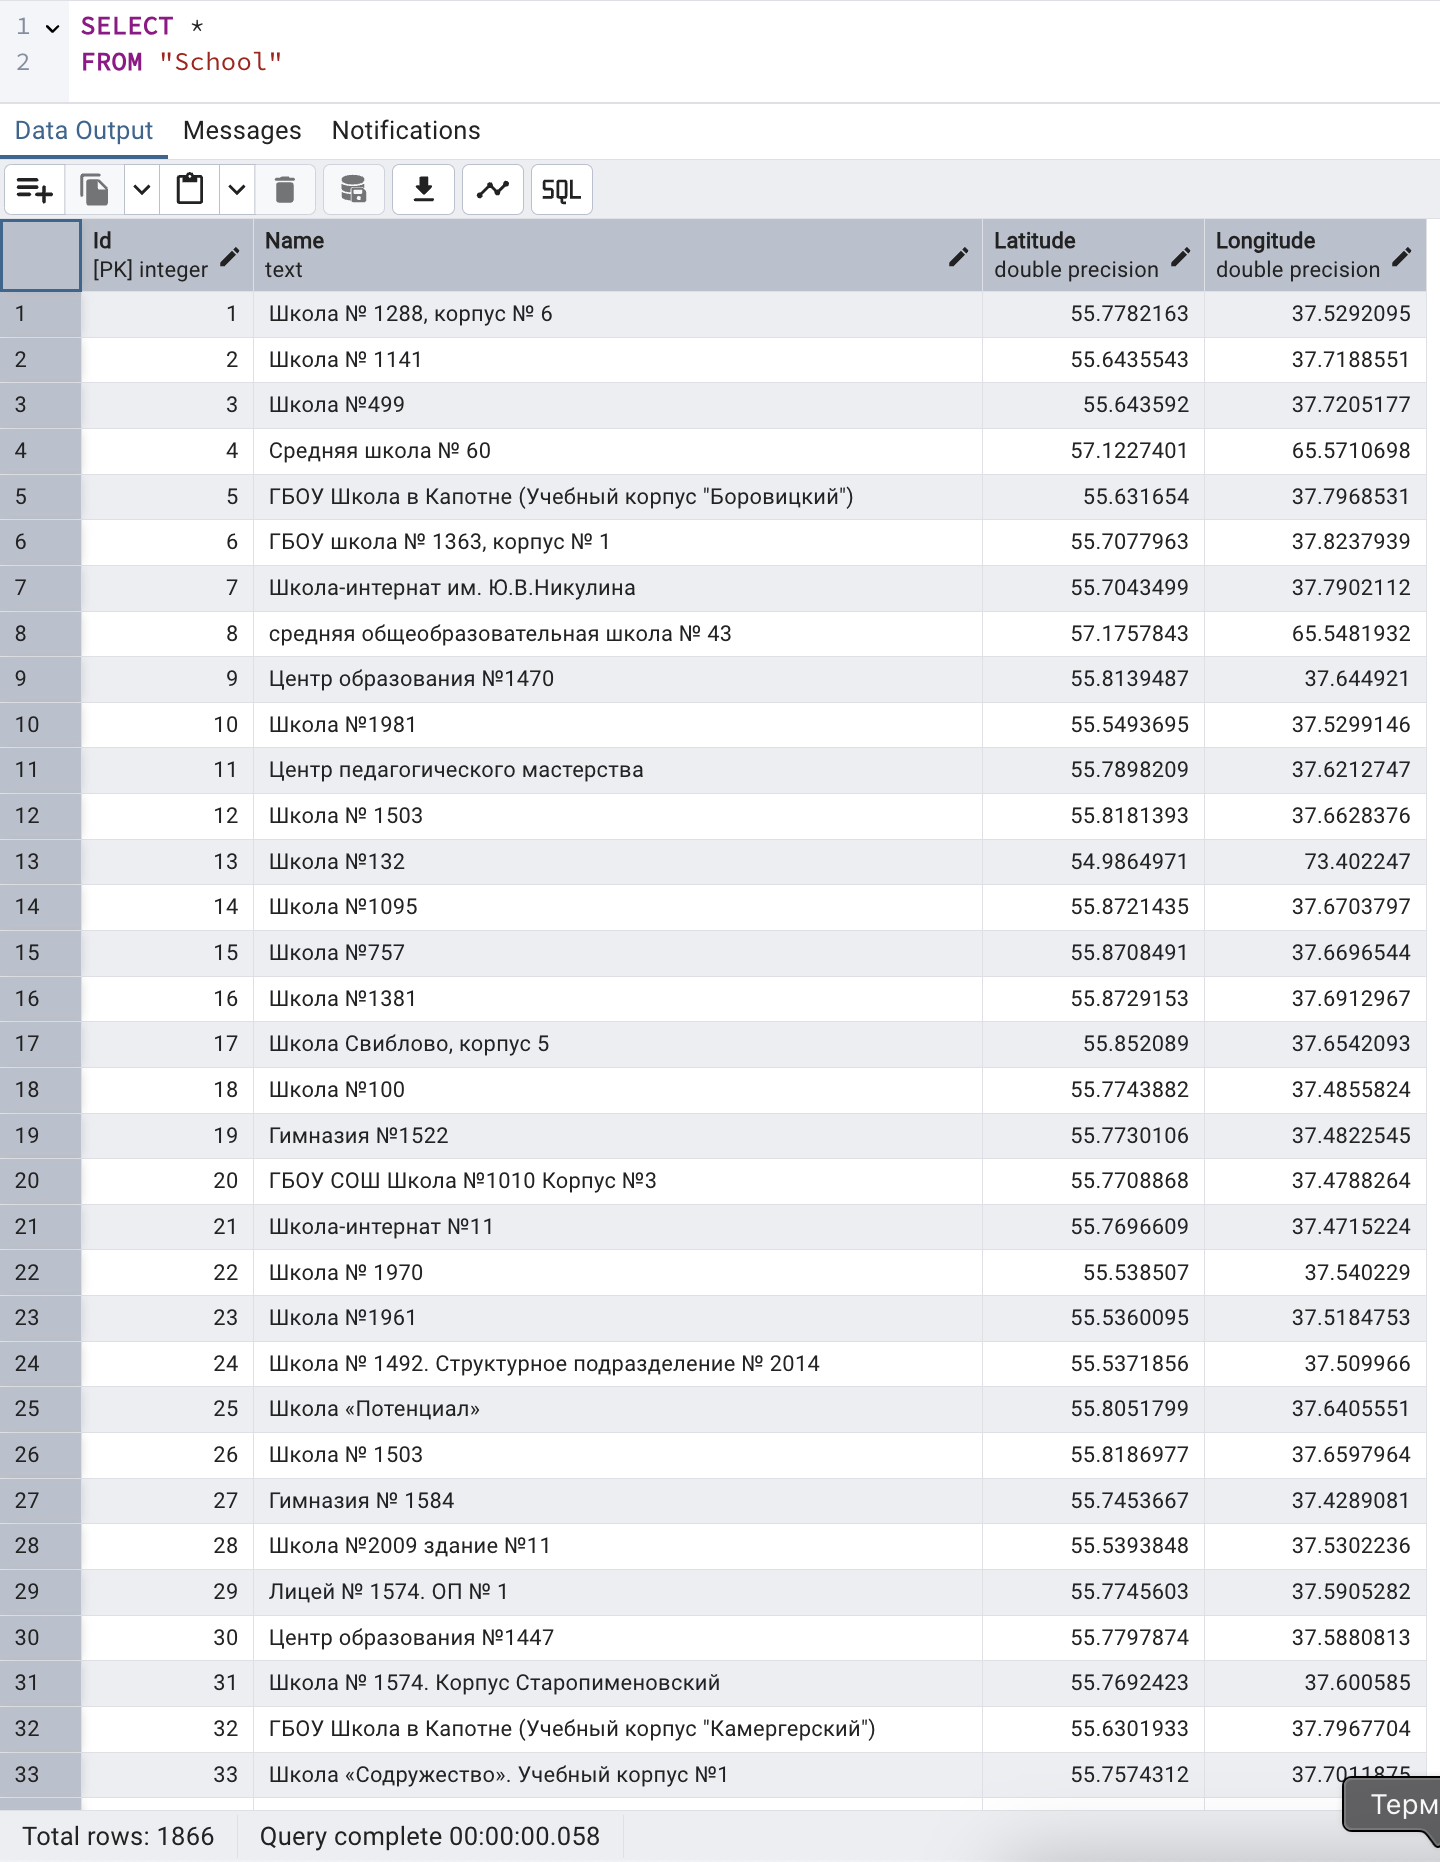 1 SELECT *
2 FROM "School"
Data Output Messages Notifications
SQL
Id Name Latitude Longitude
[PK] integer text double precision double precision
1 1 Школа № 1288, корпус № 6 55.7782163 37.5292095
2 2 Школа № 1141 55.6435543 37.7188551
3 3 Школа №499 55.643592 37.7205177
4 4 Средняя школа № 60 57.1227401 65.5710698
5 5 ГБОУ Школа в Капотне (Учебный корпус "Боровицкий") 55.631654 37.7968531
6 6 ГБОУ школа № 1363, корпус № 1 55.7077963 37.8237939
7 7 Школа-интернат им. Ю.В.Никулина 55.7043499 37.7902112
8 8 средняя общеобразовательная школа № 43 57.1757843 65.5481932
9 9 Центр образования №1470 55.8139487 37.644921
10 10 Школа №1981 55.5493695 37.5299146
11 11 Центр педагогического мастерства 55.7898209 37.6212747
12 12 Школа № 1503 55.8181393 37.6628376
13 13 Школа №132 54.9864971 73.402247
14 14 Школа №1095 55.8721435 37.6703797
15 15 Школа №757 55.8708491 37.6696544
16 16 Школа №1381 55.8729153 37.6912967
17 17 Школа Свиблово, корпус 5 55.852089 37.6542093
18 18 Школа №100 55.7743882 37.4855824
19 19 Гимназия №1522 55.7730106 37.4822545
20 20 ГБОУ СОШ Школа №1010 Корпус №3 55.7708868 37.4788264
21 21 Школа-интернат №11 55.7696609 37.4715224
22 22 Школа № 1970 55.538507 37.540229
23 23 Школа №1961 55.5360095 37.5184753
24 24 Школа № 1492. Структурное подразделение № 2014 55.5371856 37.509966
25 25 Школа «Потенциал» 55.8051799 37.6405551
26 26 Школа № 1503 55.8186977 37.6597964
27 27 Гимназия № 1584 55.7453667 37.4289081
28 28 Школа №2009 здание №11 55.5393848 37.5302236
29 29 Лицей № 1574. ОП № 1 55.7745603 37.5905282
30 30 Центр образования №1447 55.7797874 37.5880813
31 31 Школа № 1574. Корпус Старопименовский 55.7692423 37.600585
32 32 ГБОУ Школа в Капотне (Учебный корпус "Камергерский") 55.6301933 37.7967704
33 33 Школа «Содружество». Учебный корпус №1 55.7574312 37.7011875
Терм
Total rows: 1866 Query complete 00:00:00.058